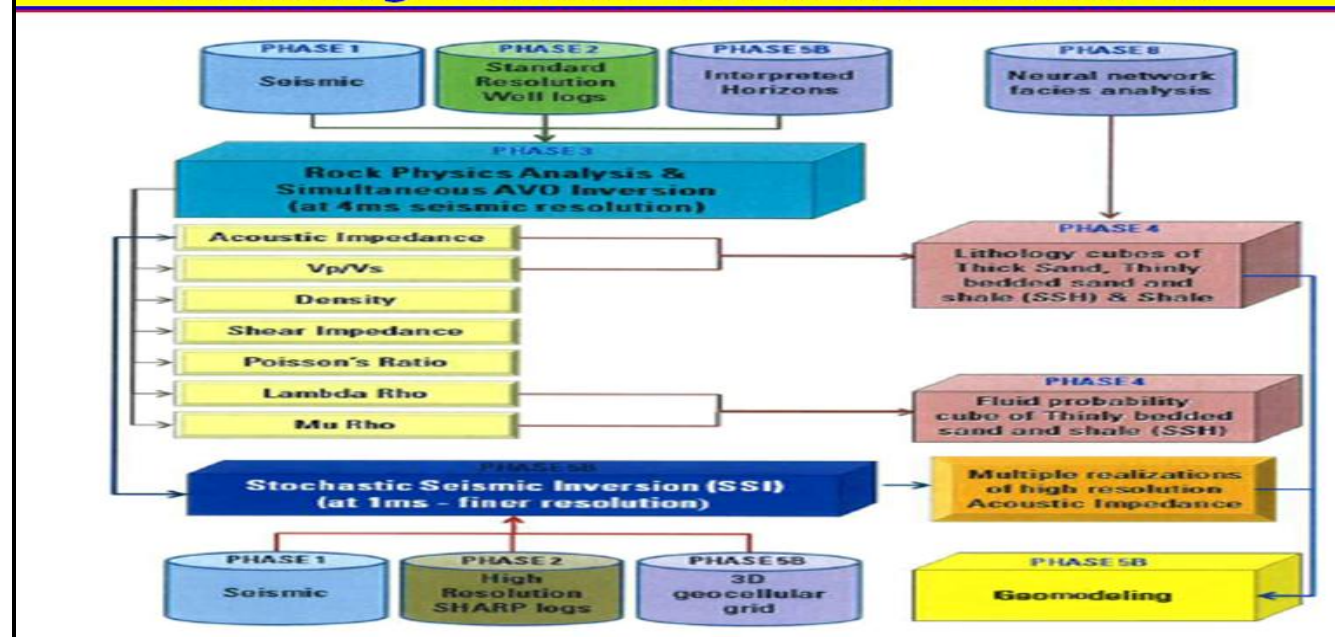 PHASE 1
Seismic
PHASE 2
Standard
Resolution
Well logs
PHASE 5B
Interpreted
Horizons
PHASE 8
Neural network
facies analysis
PHASE 3
Rock Physics Analysis &
Simultaneous AVO Inversion
(at 4ms seismic resolution)
Acoustic Impedance
Vp/Vs
Density
Shear Impedance
Poisson's Ratio
Lambda Rho
Mu Rho
PHASE 4
Lithology cubes of
Thick Sand, Thinly
bedded sand and
shale (SSH) & Shale
PHASE 4
Fluid probability
cube of Thinly bedded
sand and shale (SSH)
PHASE 5B
Stochastic Seismic Inversion (SSI)
(at 1ms - finer resolution)
Multiple realizations
of high resolution
Acoustic Impedance
PHASE 1
Seismic
PHASE 2
High
Resolution
SHARP logs
PHASE 5B
3D
geocellular
grid
PHASE 5B
Geomodeling